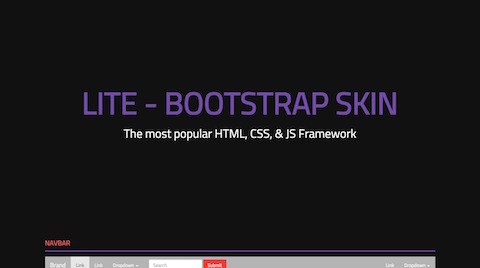 LITE - BOOTSTRAP SKIN
The most popular HTML, CSS, & JS Framework
NAVBAR
Brand Link Link Dropdown Search Submit Link Dropdown